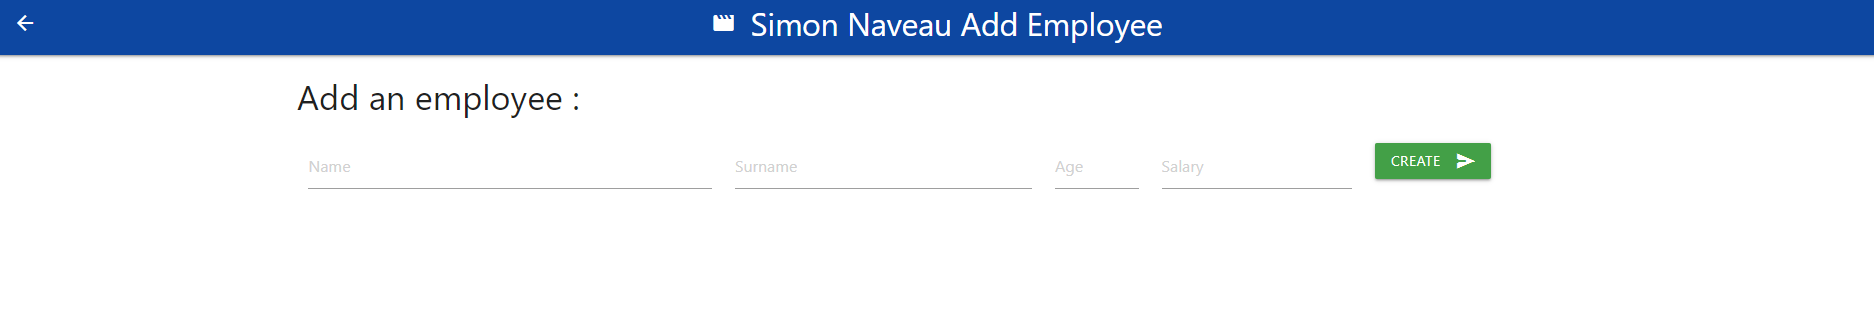 Simon Naveau Add Employee
Add an employee :
Name Surname Age Salary CREATE